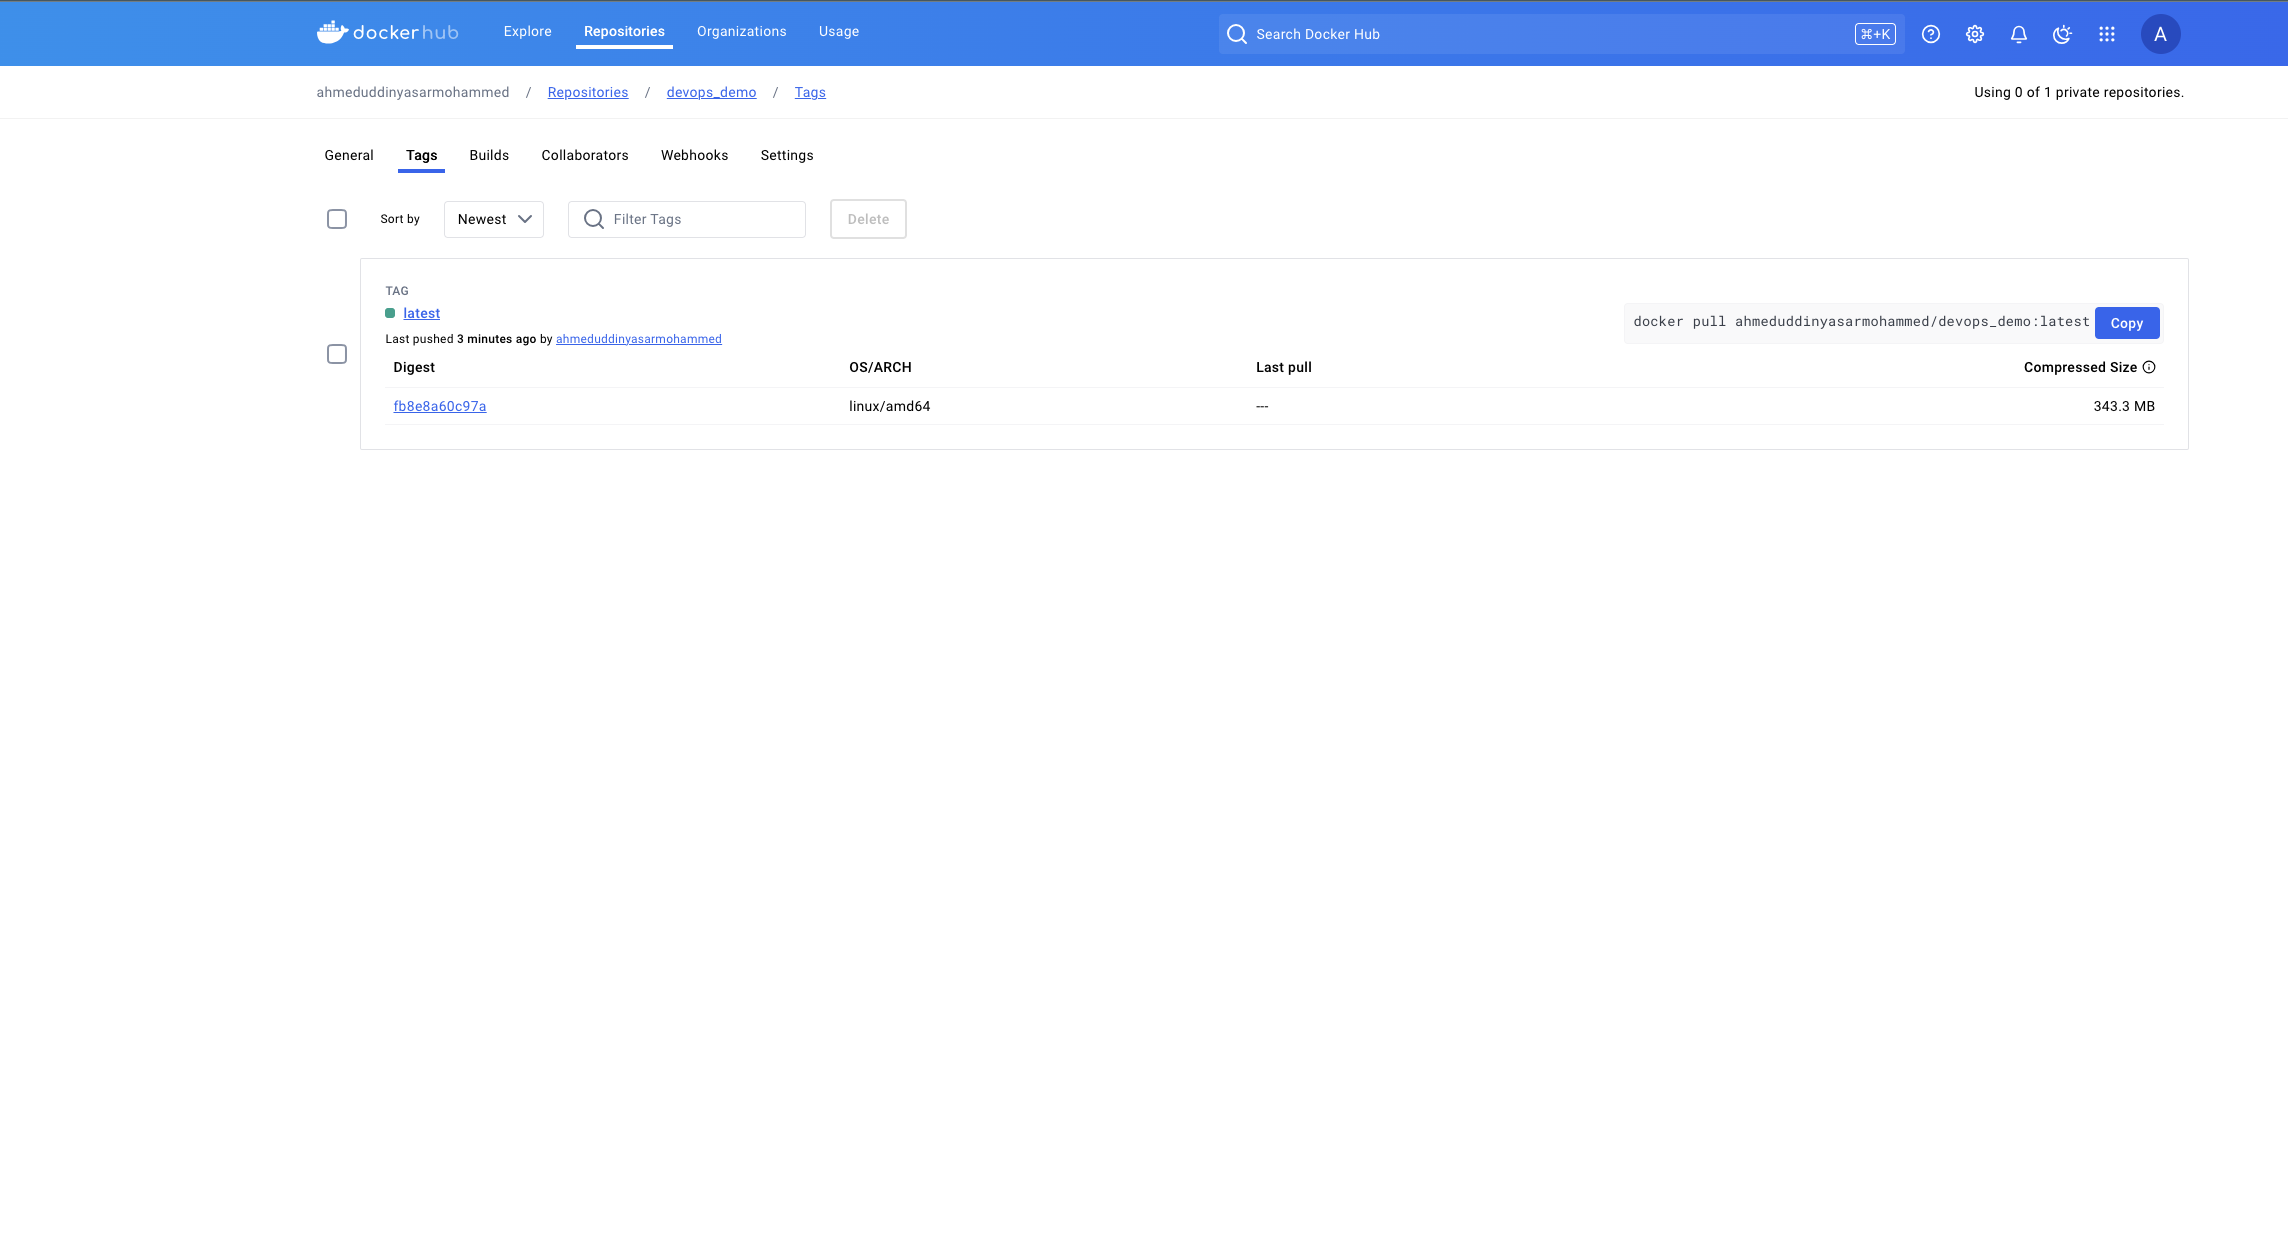 dockerhub Explore Repositories Organizations Usage Search Docker Hub ⌘+K A
ahmeduddinyasarmohammed / Repositories / devops_demo / Tags Using 0 of 1 private repositories.
General Tags Builds Collaborators Webhooks Settings
Sort by Newest Filter Tags Delete
TAG
latest
docker pull ahmeduddinyasarmohammed/devops_demo:latest Copy
Last pushed 3 minutes ago by ahmeduddinyasarmohammed
Digest OS/ARCH Last pull Compressed Size
fb8e8a60c97a linux/amd64 --- 343.3 MB